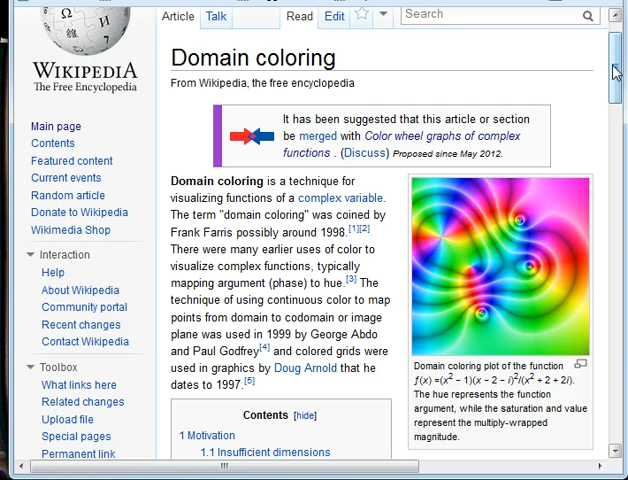 Article Talk Read Edit Search
WIKIPEDIA
The Free Encyclopedia
Main page
Contents
Featured content
Current events
Random article
Donate to Wikipedia
Wikimedia Shop
Interaction
Help
About Wikipedia
Community portal
Recent changes
Contact Wikipedia
Toolbox
What links here
Related changes
Upload file
Special pages
Permanent link
Domain coloring
From Wikipedia, the free encyclopedia
It has been suggested that this article or section
be merged with Color wheel graphs of complex
functions . (Discuss) Proposed since May 2012.
Domain coloring is a technique for
visualizing functions of a complex variable.
The term "domain coloring" was coined by
Frank Farris possibly around 1998.[1][2]
There were many earlier uses of color to
visualize complex functions, typically
mapping argument (phase) to hue.[3] The
technique of using continuous color to map
points from domain to codomain or image
plane was used in 1999 by George Abdo
and Paul Godfrey[4] and colored grids were
used in graphics by Doug Arnold that he
dates to 1997.[5]
Domain coloring plot of the function
ƒ(x) =(x² − 1)(x − 2 − i)²/(x² + 2 + 2i).
The hue represents the function
argument, while the saturation and value
represent the multiply-wrapped
magnitude.
Contents [hide]
1 Motivation
1.1 Insufficient dimensions